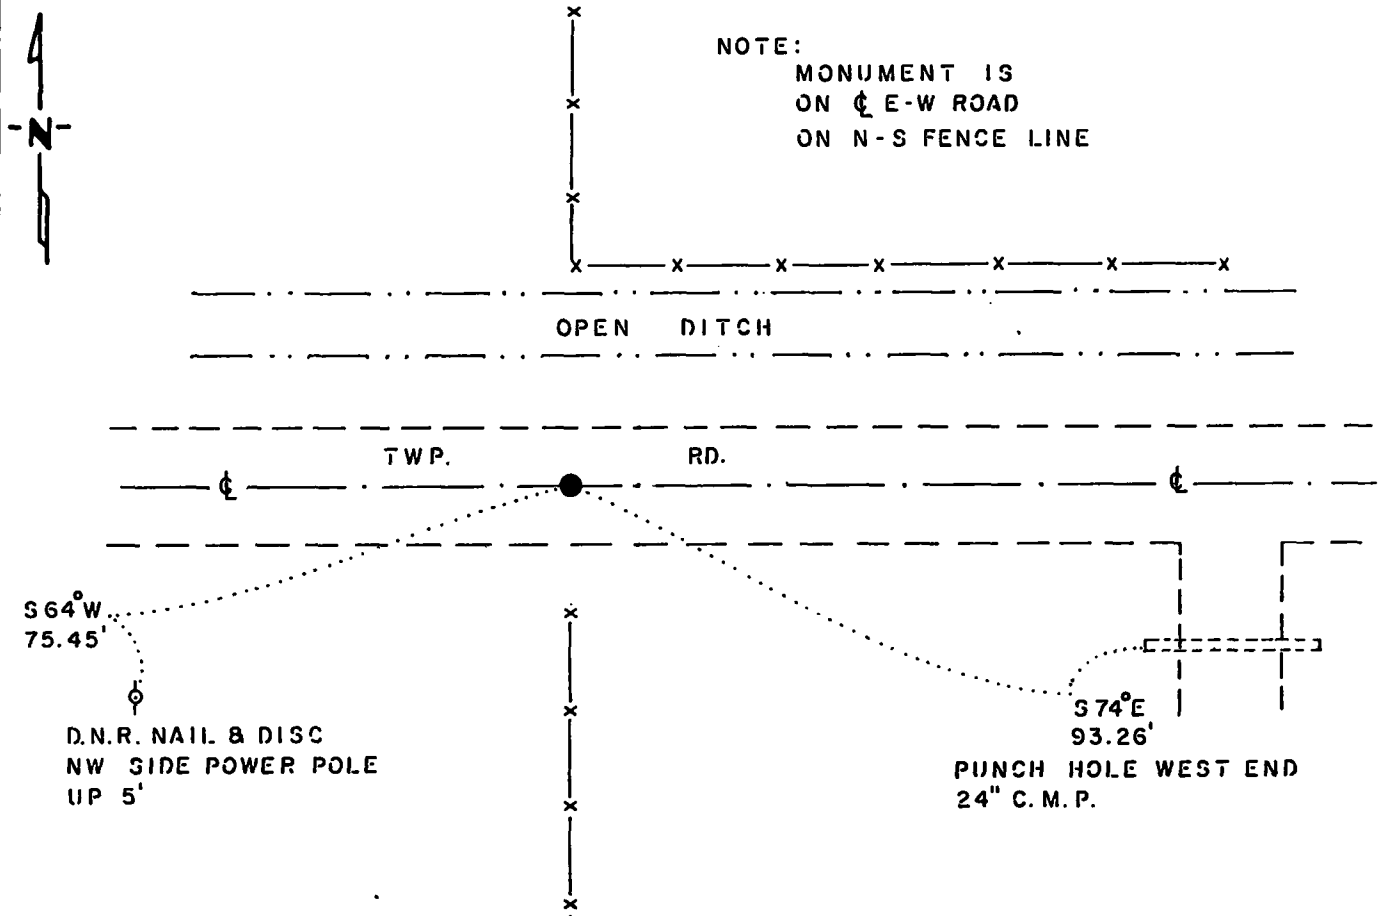 NOTE:
MONUMENT IS
ON ℄ E-W ROAD
ON N-S FENCE LINE
-N-
OPEN DITCH
TWP. RD.
℄ ℄
S 64° W
75.45'
D.N.R. NAIL & DISC
NW SIDE POWER POLE
UP 5'
S 74° E
93.26'
PUNCH HOLE WEST END
24" C.M.P.